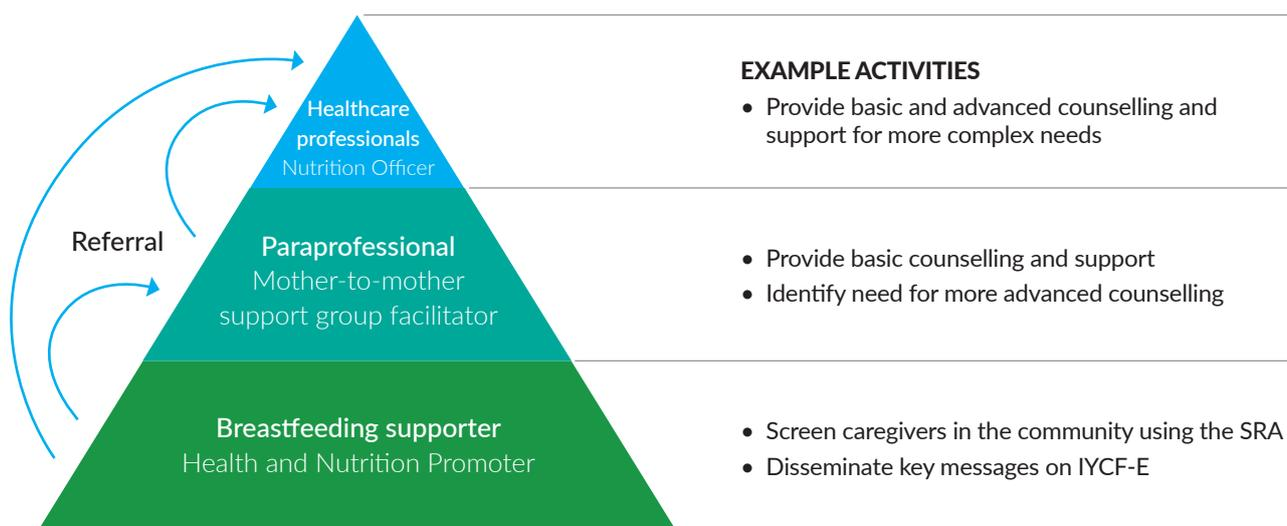 Healthcare
professionals
Nutrition Officer
EXAMPLE ACTIVITIES
• Provide basic and advanced counselling and
support for more complex needs
Referral
Paraprofessional
Mother-to-mother
support group facilitator
• Provide basic counselling and support
• Identify need for more advanced counselling
Breastfeeding supporter
Health and Nutrition Promoter
• Screen caregivers in the community using the SRA
• Disseminate key messages on IYCF-E